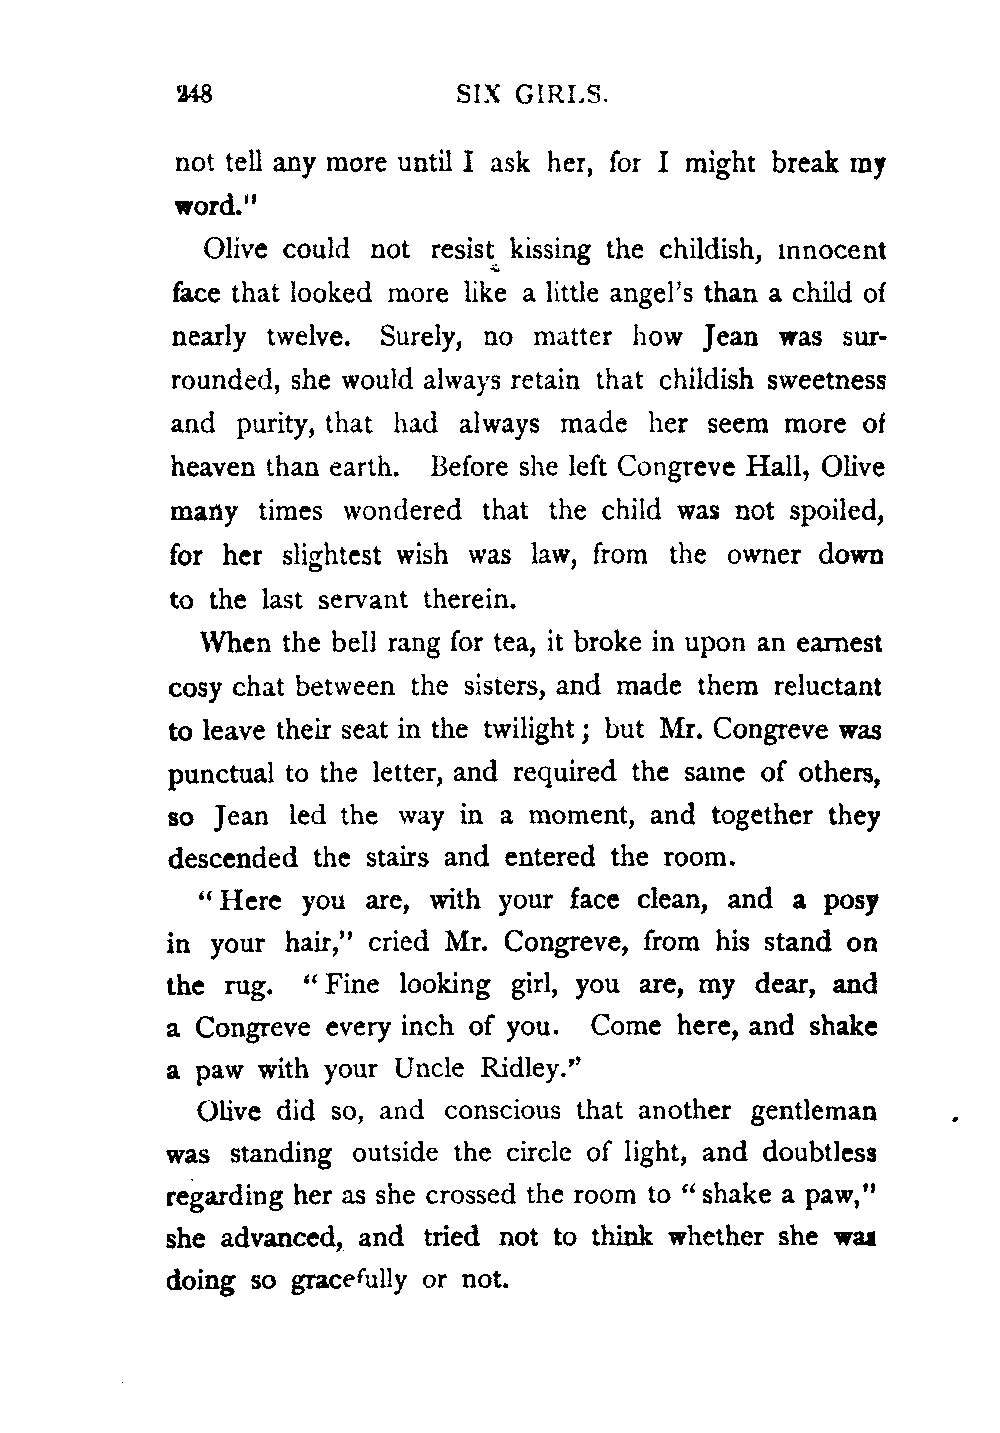 248 SIX GIRLS.
not tell any more until I ask her, for I might break my
word."
Olive could not resist kissing the childish, innocent
face that looked more like a little angel's than a child of
nearly twelve. Surely, no matter how Jean was sur-
rounded, she would always retain that childish sweetness
and purity, that had always made her seem more of
heaven than earth. Before she left Congreve Hall, Olive
many times wondered that the child was not spoiled,
for her slightest wish was law, from the owner down
to the last servant therein.
When the bell rang for tea, it broke in upon an earnest
cosy chat between the sisters, and made them reluctant
to leave their seat in the twilight; but Mr. Congreve was
punctual to the letter, and required the same of others,
so Jean led the way in a moment, and together they
descended the stairs and entered the room.
"Here you are, with your face clean, and a posy
in your hair," cried Mr. Congreve, from his stand on
the rug. "Fine looking girl, you are, my dear, and
a Congreve every inch of you. Come here, and shake
a paw with your Uncle Ridley."
Olive did so, and conscious that another gentleman
was standing outside the circle of light, and doubtless
regarding her as she crossed the room to "shake a paw,"
she advanced, and tried not to think whether she was
doing so gracefully or not.